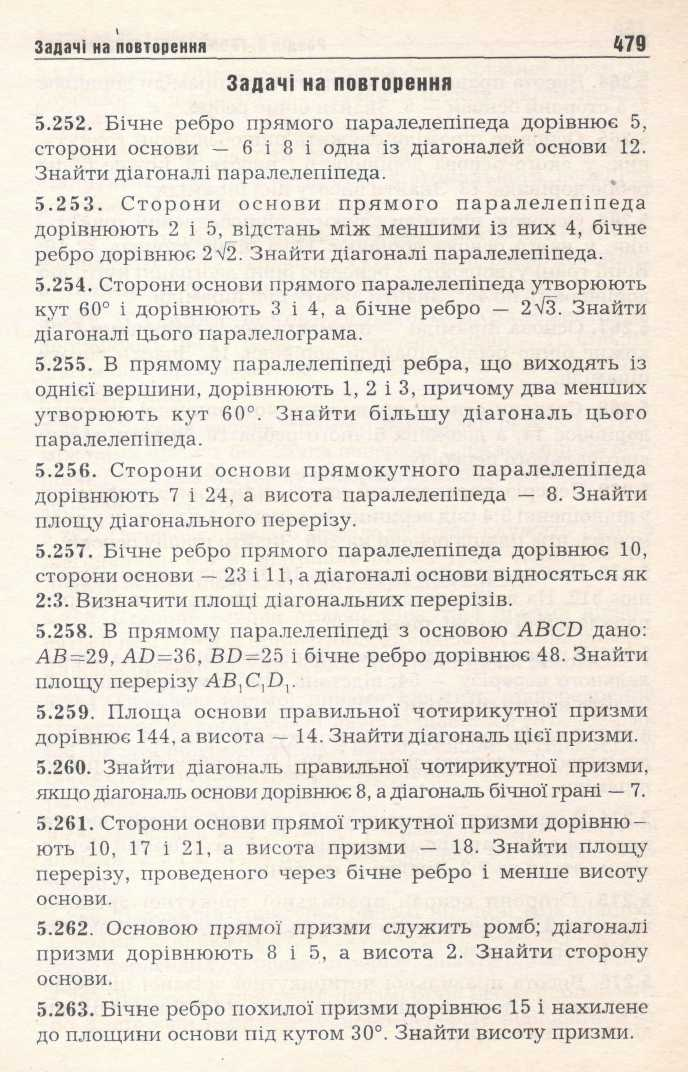 Задачі на повторення 479
Задачі на повторення
5.252. Бічне ребро прямого паралелепіпеда дорівнює 5,
сторони основи — 6 і 8 і одна із діагоналей основи 12.
Знайти діагоналі паралелепіпеда.
5.253. Сторони основи прямого паралелепіпеда
дорівнюють 2 і 5, відстань між меншими із них 4, бічне
ребро дорівнює 2√2. Знайти діагоналі паралелепіпеда.
5.254. Сторони основи прямого паралелепіпеда утворюють
кут 60° і дорівнюють 3 і 4, а бічне ребро — 2√3. Знайти
діагоналі цього паралелограма.
5.255. В прямому паралелепіпеді ребра, що виходять із
однієї вершини, дорівнюють 1, 2 і 3, причому два менших
утворюють кут 60°. Знайти більшу діагональ цього
паралелепіпеда.
5.256. Сторони основи прямокутного паралелепіпеда
дорівнюють 7 і 24, а висота паралелепіпеда — 8. Знайти
площу діагонального перерізу.
5.257. Бічне ребро прямого паралелепіпеда дорівнює 10,
сторони основи — 23 і 11, а діагоналі основи відносяться як
2:3. Визначити площі діагональних перерізів.
5.258. В прямому паралелепіпеді з основою ABCD дано:
AB=29, AD=36, BD=25 і бічне ребро дорівнює 48. Знайти
площу перерізу AB₁C₁D₁.
5.259. Площа основи правильної чотирикутної призми
дорівнює 144, а висота — 14. Знайти діагональ цієї призми.
5.260. Знайти діагональ правильної чотирикутної призми,
якщо діагональ основи дорівнює 8, а діагональ бічної грані — 7.
5.261. Сторони основи прямої трикутної призми дорівню-
ють 10, 17 і 21, а висота призми — 18. Знайти площу
перерізу, проведеного через бічне ребро і менше висоту
основи.
5.262. Основою прямої призми служить ромб; діагоналі
призми дорівнюють 8 і 5, а висота 2. Знайти сторону
основи.
5.263. Бічне ребро похилої призми дорівнює 15 і нахилене
до площини основи під кутом 30°. Знайти висоту призми.